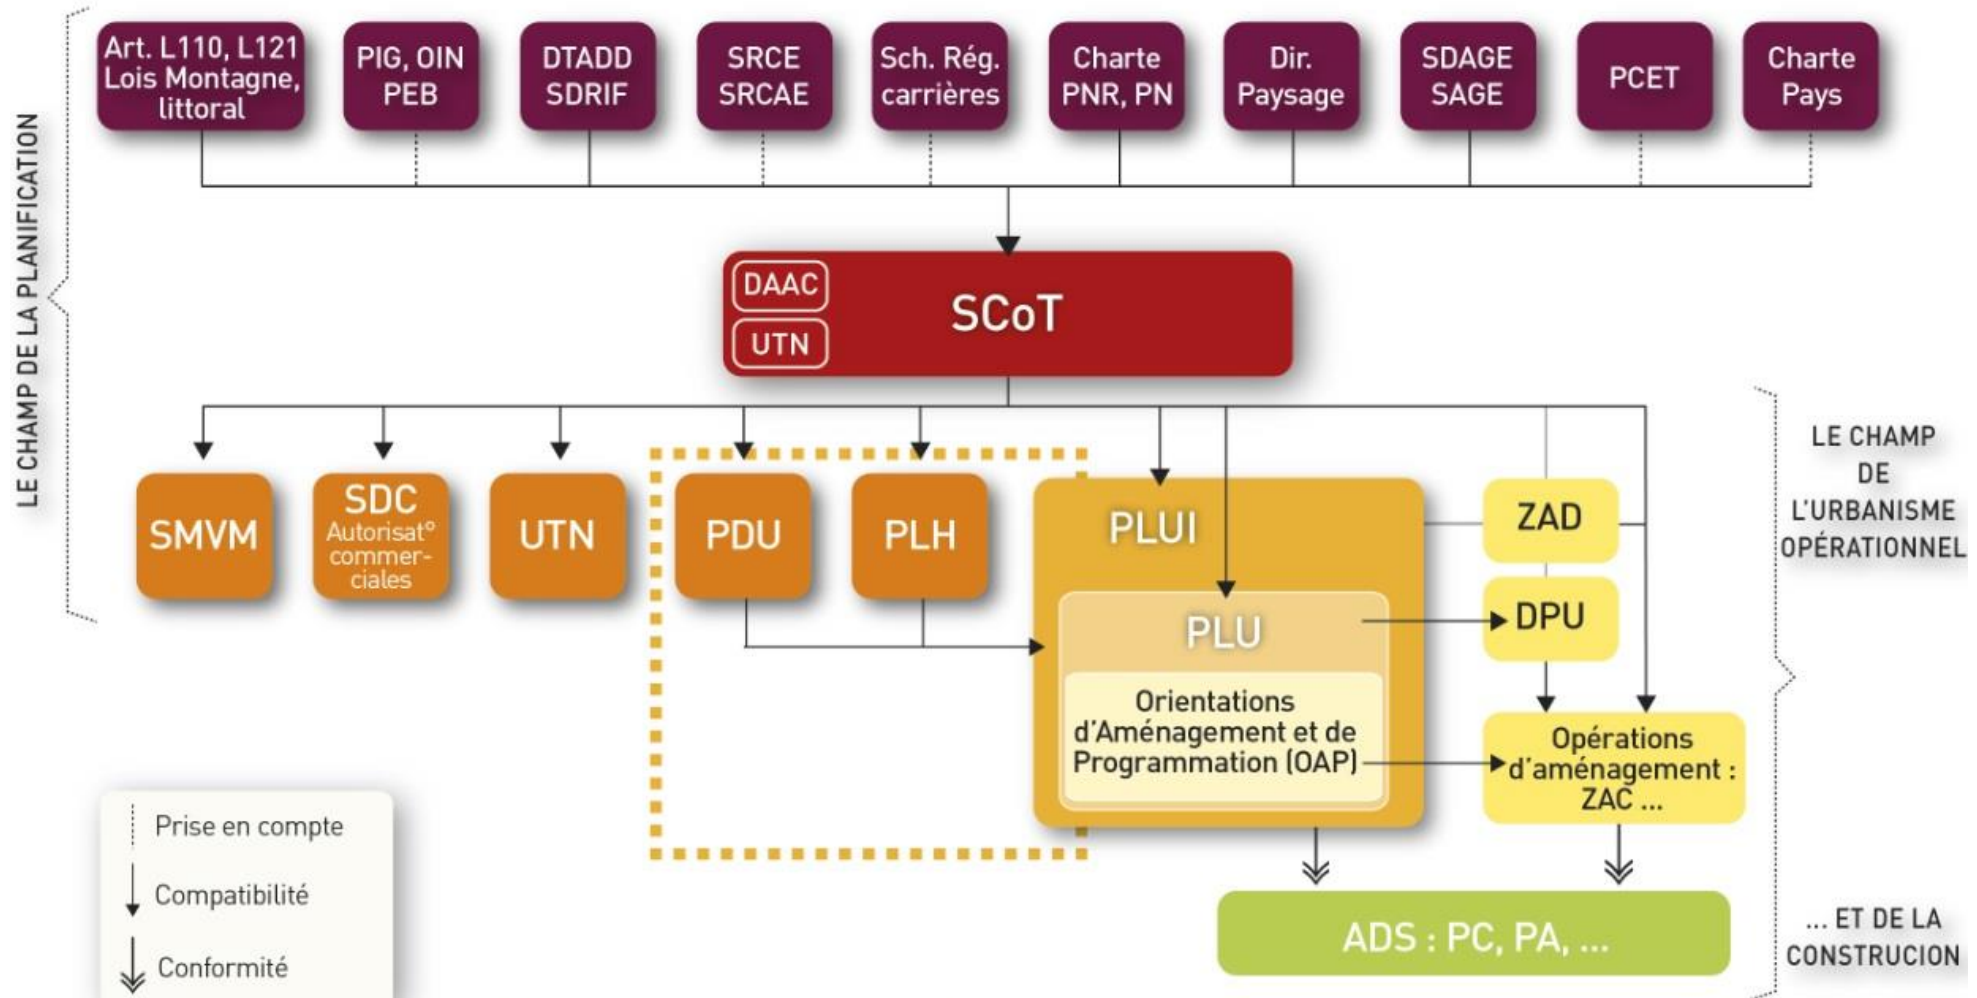 LE CHAMP DE LA PLANIFICATION
Art. L110, L121
Lois Montagne,
littoral
PIG, OIN
PEB
DTADD
SDRIF
SRCE
SRCAE
Sch. Rég.
carrières
Charte
PNR, PN
Dir.
Paysage
SDAGE
SAGE
PCET
Charte
Pays
DAAC
UTN
SCoT
SMVM
SDC
Autorisat°
commer-
ciales
UTN
PDU
PLH
PLUI
PLU
Orientations
d'Aménagement et de
Programmation (OAP)
ZAD
DPU
Opérations
d'aménagement :
ZAC ...
ADS : PC, PA, ...
LE CHAMP
DE
L'URBANISME
OPÉRATIONNEL
... ET DE LA
CONSTRUCION
Prise en compte
Compatibilité
Conformité